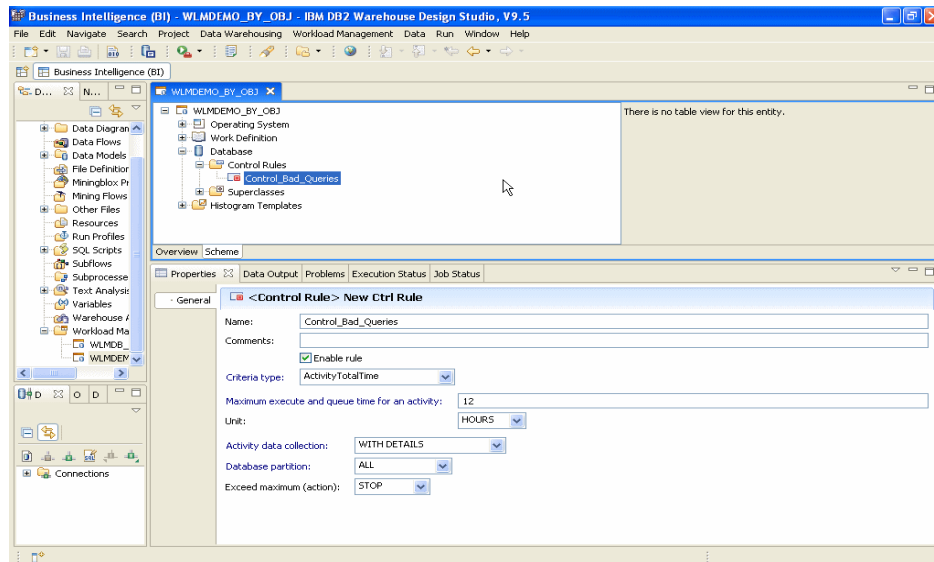 Business Intelligence (BI) - WLMDEMO_BY_OBJ - IBM DB2 Warehouse Design Studio, V9.5
File Edit Navigate Search Project Data Warehousing Workload Management Data Run Window Help
Business Intelligence (BI)
D... N...
WLMDEMO_BY_OBJ
Data Diagran
Data Flows
Data Models
File Definition
Miningblox Pr
Mining Flows
Other Files
Resources
Run Profiles
SQL Scripts
Subflows
Subprocesse
Text Analysis
Variables
Warehouse A
Workload Ma
WLMDB_
WLMDEM
WLMDEMO_BY_OBJ
Operating System
Work Definition
Database
Control Rules
Control_Bad_Queries
Superclasses
Histogram Templates
There is no table view for this entity.
Overview Scheme
Properties Data Output Problems Execution Status Job Status
- General
<Control Rule> New Ctrl Rule
Name: Control_Bad_Queries
Comments:
Enable rule
Criteria type: ActivityTotalTime
Maximum execute and queue time for an activity: 12
Unit: HOURS
Activity data collection: WITH DETAILS
Database partition: ALL
Exceed maximum (action): STOP
D O D
Connections